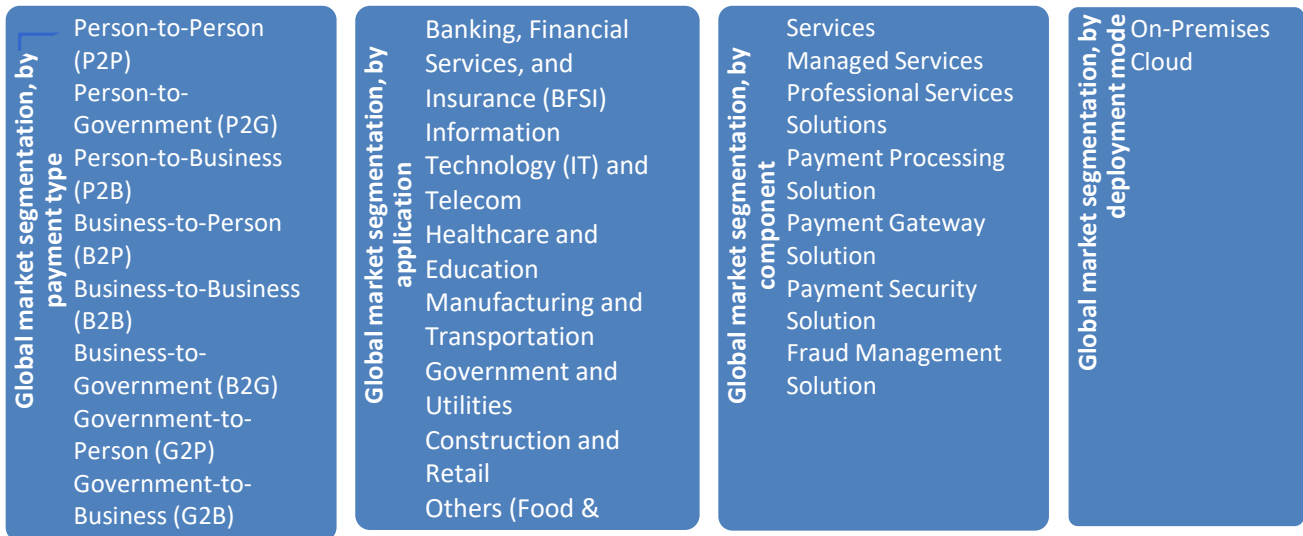 Global market segmentation, by
payment type
Person-to-Person
(P2P)
Person-to-
Government (P2G)
Person-to-Business
(P2B)
Business-to-Person
(B2P)
Business-to-Business
(B2B)
Business-to-
Government (B2G)
Government-to-
Person (G2P)
Government-to-
Business (G2B)
Global market segmentation, by
application
Banking, Financial
Services, and
Insurance (BFSI)
Information
Technology (IT) and
Telecom
Healthcare and
Education
Manufacturing and
Transportation
Government and
Utilities
Construction and
Retail
Others (Food &
Global market segmentation, by
component
Services
Managed Services
Professional Services
Solutions
Payment Processing
Solution
Payment Gateway
Solution
Payment Security
Solution
Fraud Management
Solution
Global market segmentation, by
deployment mode
On-Premises
Cloud